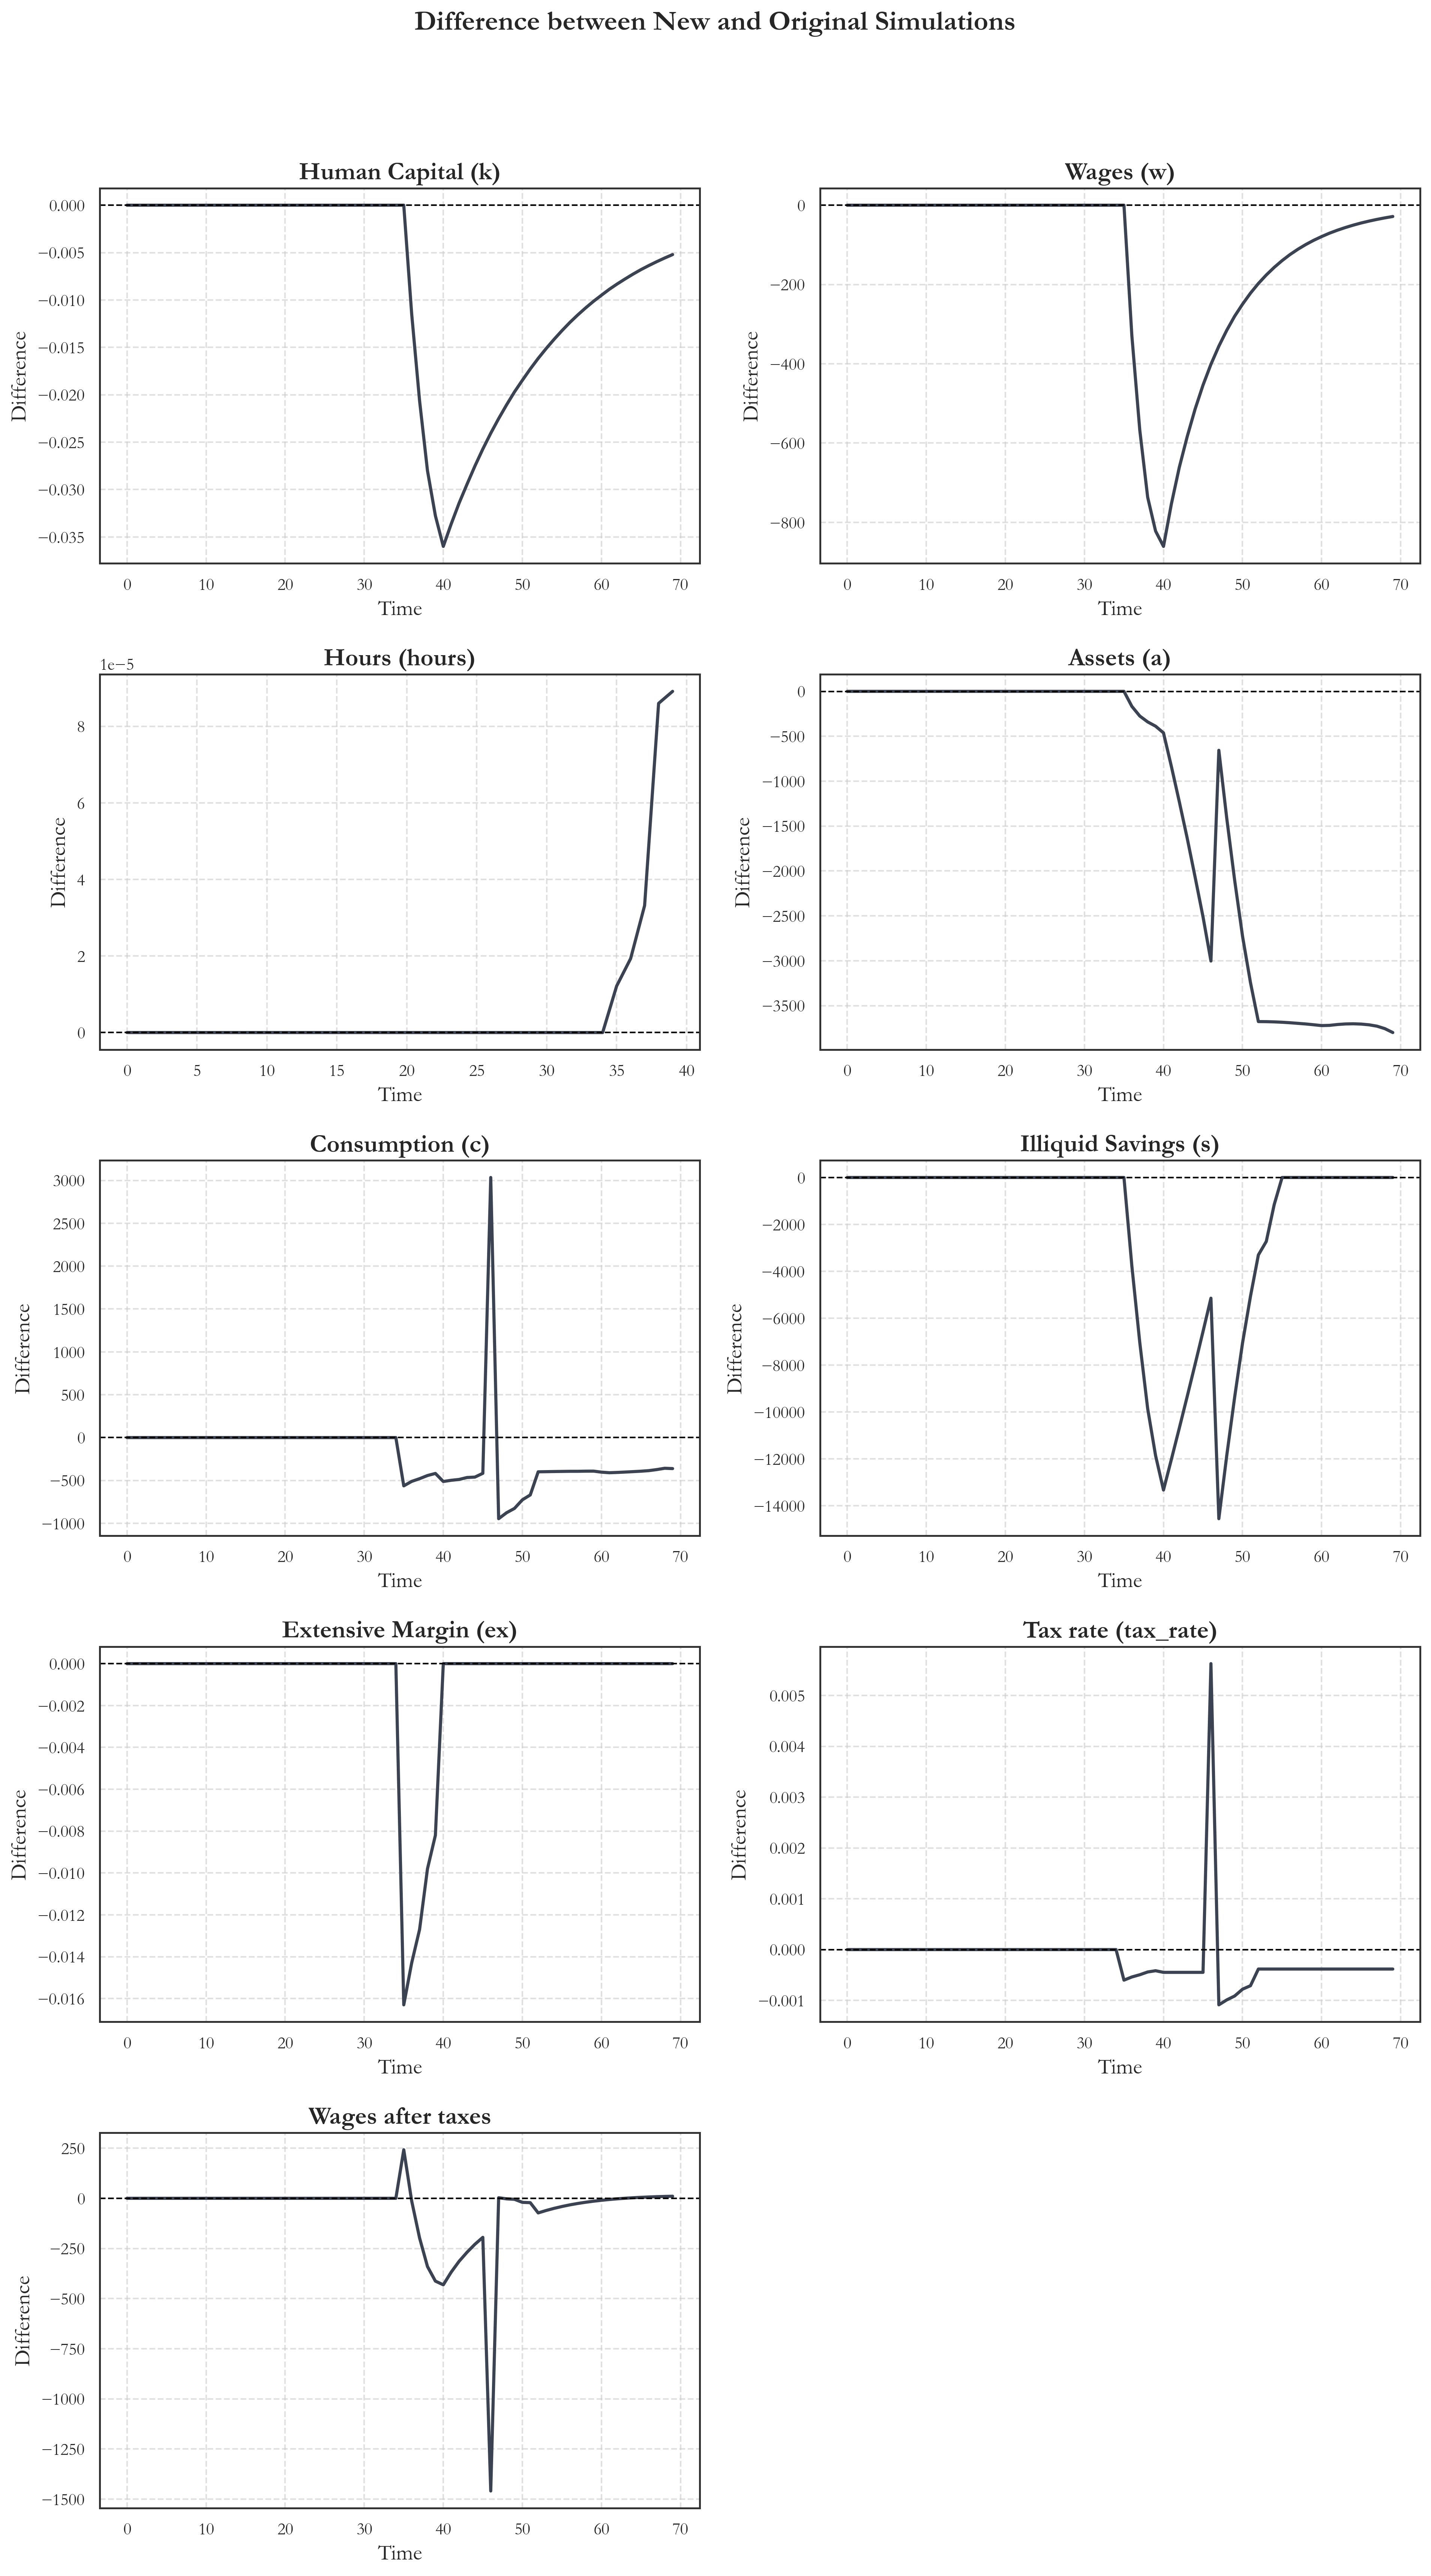 Difference between New and Original Simulations
Human Capital (k)
Difference
0.000
−0.005
−0.010
−0.015
−0.020
−0.025
−0.030
−0.035
0 10 20 30 40 50 60 70
Time
Wages (w)
Difference
0
−200
−400
−600
−800
0 10 20 30 40 50 60 70
Time
Hours (hours)
1e−5
Difference
8
6
4
2
0
0 5 10 15 20 25 30 35 40
Time
Assets (a)
Difference
0
−500
−1000
−1500
−2000
−2500
−3000
−3500
0 10 20 30 40 50 60 70
Time
Consumption (c)
Difference
3000
2500
2000
1500
1000
500
0
−500
−1000
0 10 20 30 40 50 60 70
Time
Illiquid Savings (s)
Difference
0
−2000
−4000
−6000
−8000
−10000
−12000
−14000
0 10 20 30 40 50 60 70
Time
Extensive Margin (ex)
Difference
0.000
−0.002
−0.004
−0.006
−0.008
−0.010
−0.012
−0.014
−0.016
0 10 20 30 40 50 60 70
Time
Tax rate (tax_rate)
Difference
0.005
0.004
0.003
0.002
0.001
0.000
−0.001
0 10 20 30 40 50 60 70
Time
Wages after taxes
Difference
250
0
−250
−500
−750
−1000
−1250
−1500
0 10 20 30 40 50 60 70
Time